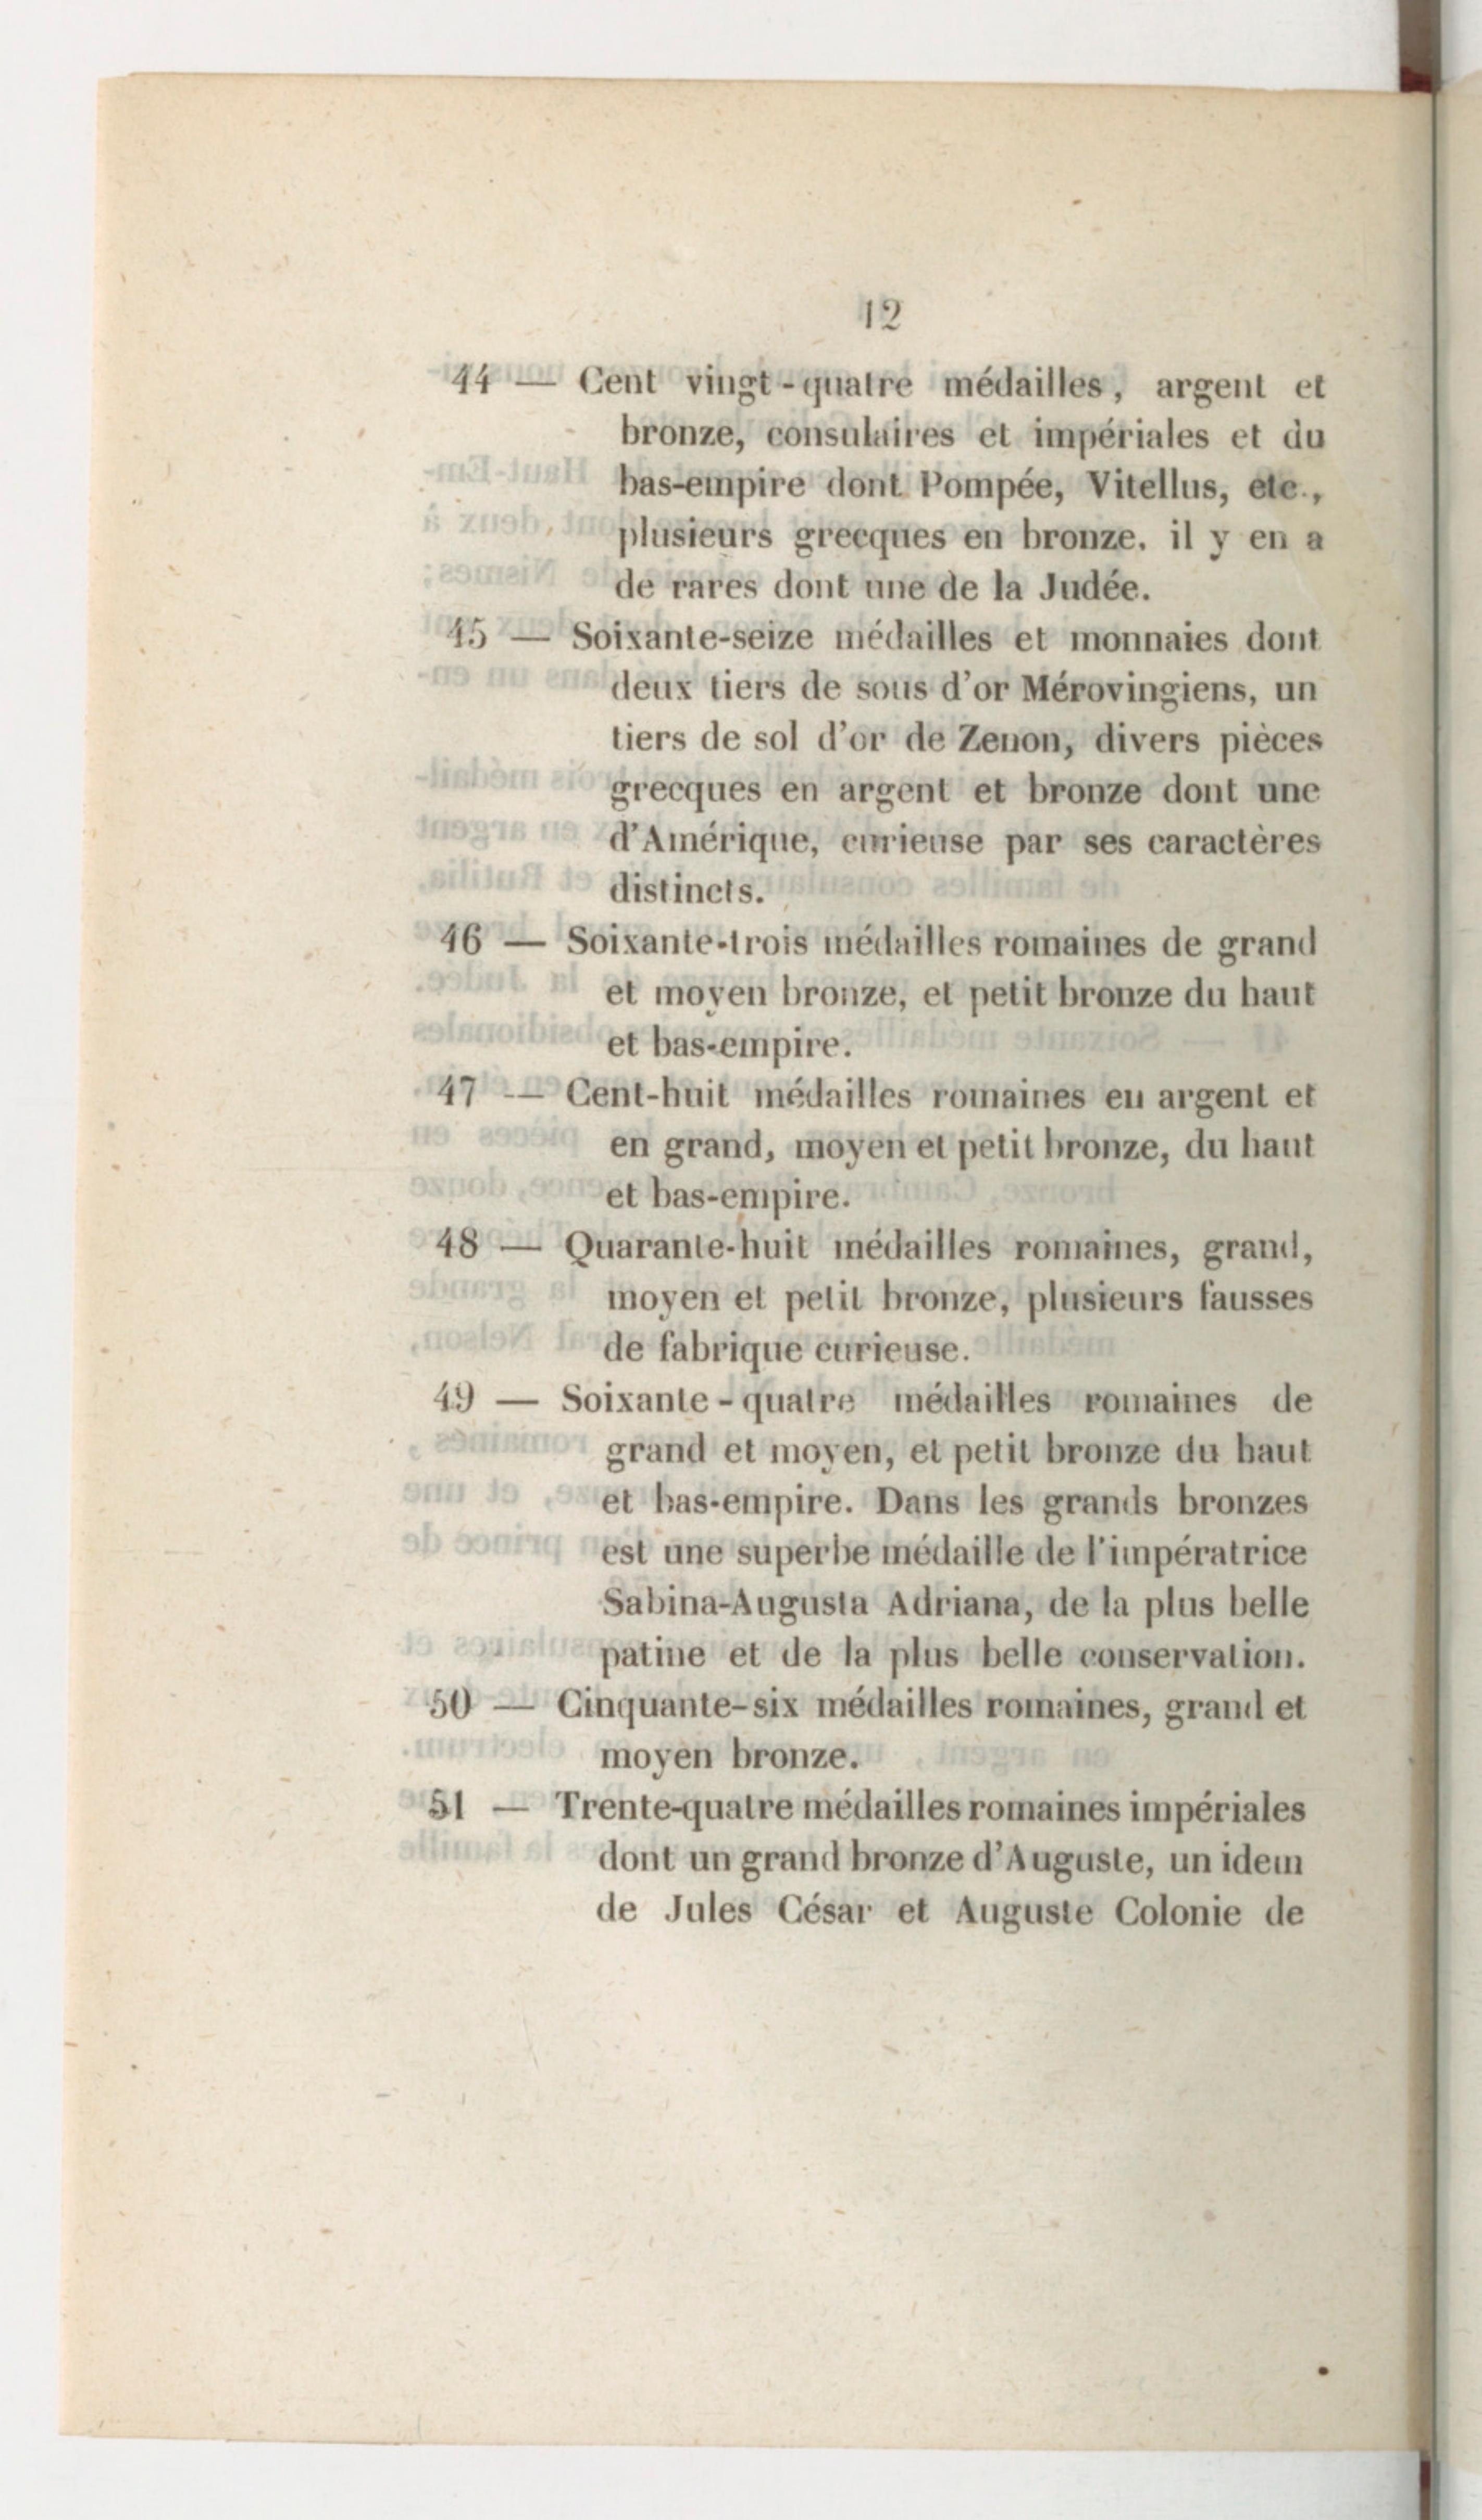 12
44 — Cent vingt-quatre médailles, argent et
bronze, consulaires et impériales et du
bas-empire dont Pompée, Vitellus, etc.,
plusieurs grecques en bronze. il y en a
de rares dont une de la Judée.
45 — Soixante-seize médailles et monnaies dont
deux tiers de sous d'or Mérovingiens, un
tiers de sol d'or de Zenon, divers pièces
grecques en argent et bronze dont une
d'Amérique, curieuse par ses caractères
distincts.
46 — Soixante-trois médailles romaines de grand
et moyen bronze, et petit bronze du haut
et bas-empire.
47 — Cent-huit médailles romaines en argent et
en grand, moyen et petit bronze, du haut
et bas-empire.
48 — Quarante-huit médailles romaines, grand,
moyen et petit bronze, plusieurs fausses
de fabrique curieuse.
49 — Soixante-quatre médailles romaines de
grand et moyen, et petit bronze du haut
et bas-empire. Dans les grands bronzes
est une superbe médaille de l'impératrice
Sabina-Augusta Adriana, de la plus belle
patine et de la plus belle conservation.
50 — Cinquante-six médailles romaines, grand et
moyen bronze.
51 — Trente-quatre médailles romaines impériales
dont un grand bronze d'Auguste, un idem
de Jules César et Auguste Colonie de